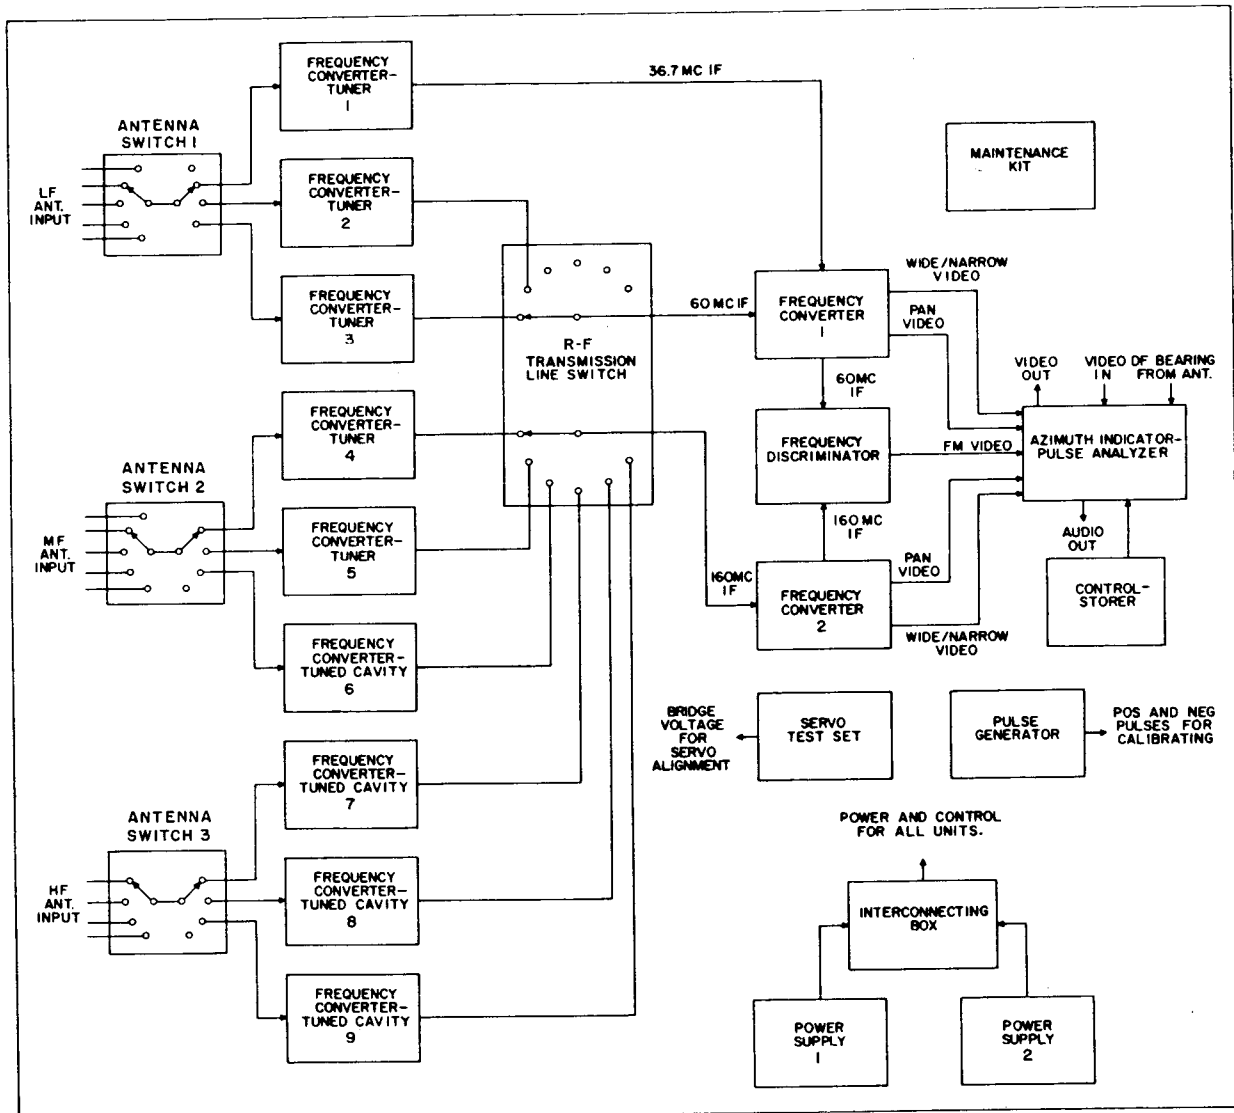 FREQUENCY
CONVERTER-
TUNER
1
36.7 MC IF
ANTENNA
SWITCH 1
LF
ANT.
INPUT
FREQUENCY
CONVERTER-
TUNER
2
FREQUENCY
CONVERTER-
TUNER
3
MAINTENANCE
KIT
R-F
TRANSMISSION
LINE SWITCH
60 MC IF
FREQUENCY
CONVERTER
1
WIDE/NARROW
VIDEO
PAN
VIDEO
60MC
IF
VIDEO
OUT
VIDEO
IN
DF BEARING
FROM ANT.
FREQUENCY
CONVERTER-
TUNER
4
FREQUENCY
DISCRIMINATOR
FM VIDEO
AZIMUTH INDICATOR-
PULSE ANALYZER
ANTENNA
SWITCH 2
MF
ANT.
INPUT
FREQUENCY
CONVERTER-
TUNER
5
160 MC
IF
160MC
IF
FREQUENCY
CONVERTER
2
PAN
VIDEO
WIDE/NARROW
VIDEO
AUDIO
OUT
CONTROL-
STORER
FREQUENCY
CONVERTER-
TUNED CAVITY
6
BRIDGE
VOLTAGE
FOR
SERVO
ALIGNMENT
SERVO
TEST SET
PULSE
GENERATOR
POS AND NEG
PULSES FOR
CALIBRATING
FREQUENCY
CONVERTER-
TUNED CAVITY
7
ANTENNA
SWITCH 3
HF
ANT.
INPUT
FREQUENCY
CONVERTER-
TUNED CAVITY
8
FREQUENCY
CONVERTER-
TUNED CAVITY
9
POWER AND CONTROL
FOR ALL UNITS.
INTERCONNECTING
BOX
POWER
SUPPLY
1
POWER
SUPPLY
2